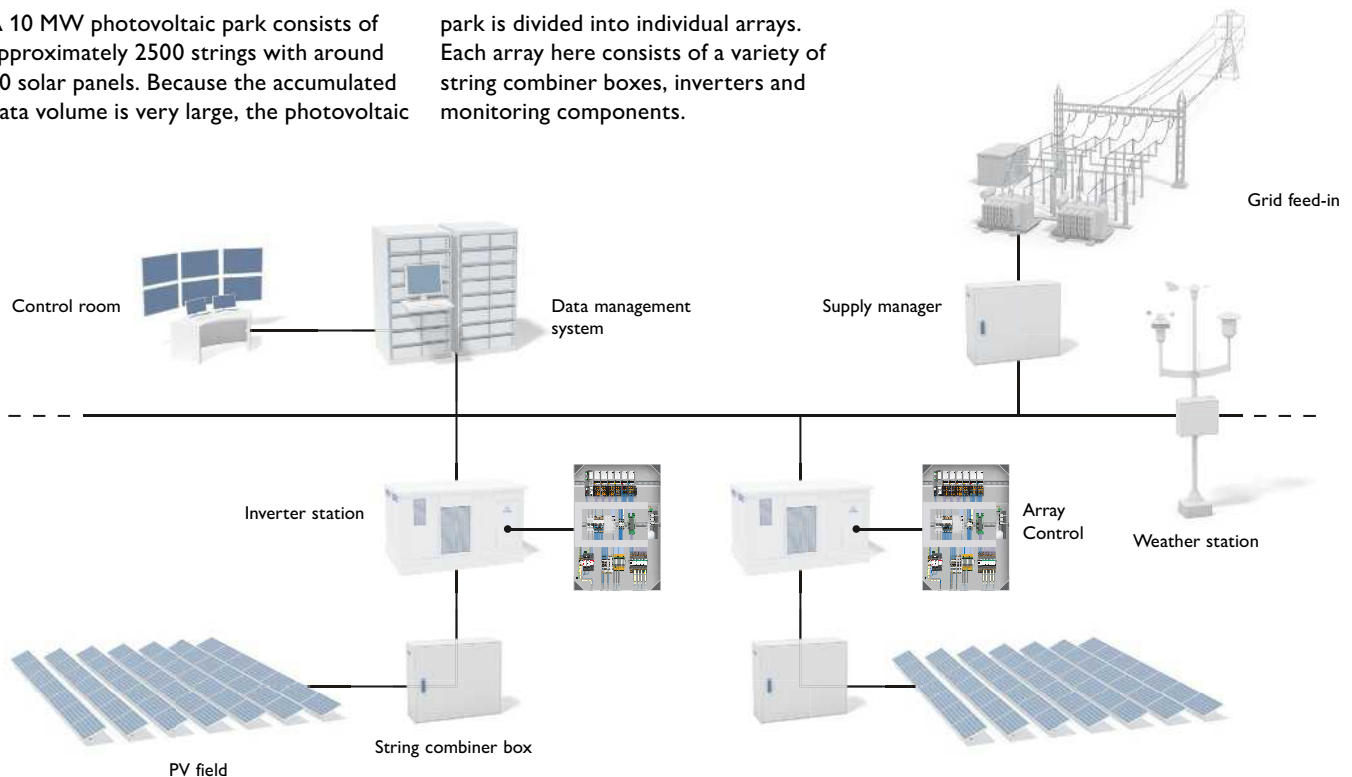 10 MW photovoltaic park consists of
approximately 2500 strings with around
0 solar panels. Because the accumulated
data volume is very large, the photovoltaic
park is divided into individual arrays.
Each array here consists of a variety of
string combiner boxes, inverters and
monitoring components.
Grid feed-in
Control room
Data management
system
Supply manager
Inverter station
Array
Control
Weather station
String combiner box
PV field